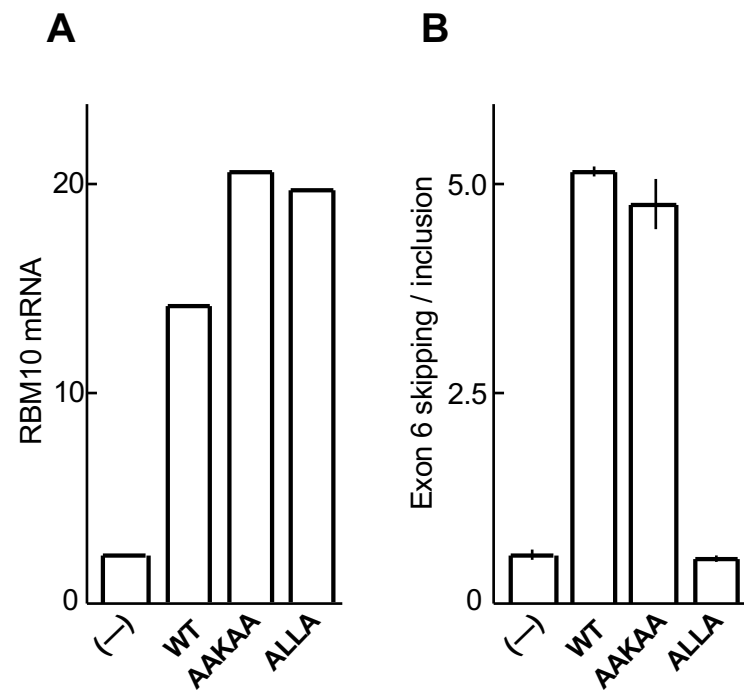 A
B
RBM10 mRNA
20
10
0
(—)
WT
AAKAA
ALLA
Exon 6 skipping / inclusion
5.0
2.5
0
(—)
WT
AAKAA
ALLA